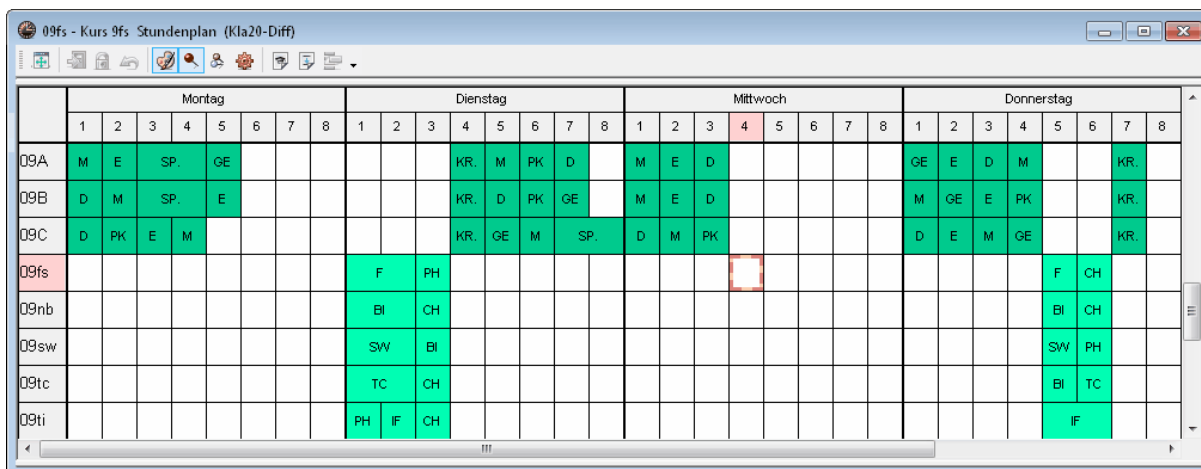 09fs - Kurs 9fs Stundenplan (Kla20-Diff)
Montag Dienstag Mittwoch Donnerstag
1 2 3 4 5 6 7 8 1 2 3 4 5 6 7 8 1 2 3 4 5 6 7 8 1 2 3 4 5 6 7 8
09A M E SP. GE KR. M PK D M E D GE E D M KR.
09B D M SP. E KR. D PK GE M E D M GE E PK KR.
09C D PK E M KR. GE M SP. D M PK D E M GE KR.
09fs F PH F CH
09nb BI CH BI CH
09sw SW BI SW PH
09tc TC CH BI TC
09ti PH IF CH IF